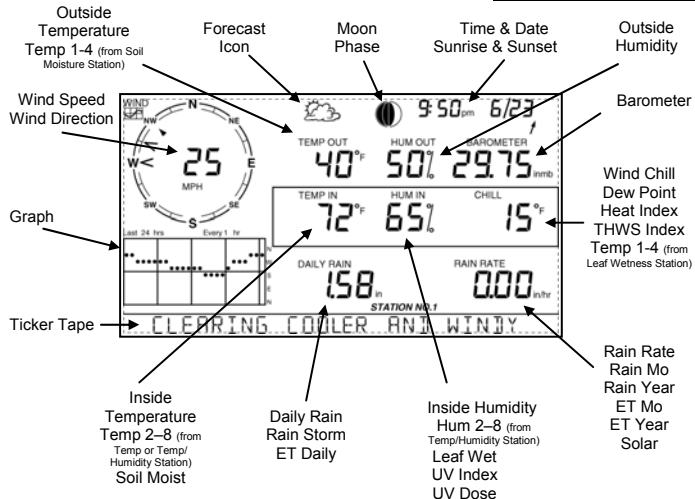 Outside
Temperature
Temp 1-4 (from Soil
Moisture Station)
Forecast
Icon
Moon
Phase
Time & Date
Sunrise & Sunset
Outside
Humidity
Wind Speed
Wind Direction
Barometer
WIND
N
NW
NE
W
E
SW
SE
S
25
MPH
9:50pm 6/23
TEMP OUT
40°F
HUM OUT
50%
BAROMETER
29.75 inmb
TEMP IN
72°F
HUM IN
65%
CHILL
15°F
Wind Chill
Dew Point
Heat Index
THWS Index
Temp 1-4 (from
Leaf Wetness Station)
Graph
Last 24 hrs Every 1 hr
N
W
S
E
N
DAILY RAIN
1.58 in
RAIN RATE
0.00 in/hr
STATION NO.1
Ticker Tape
CLEARING COOLER AND WINDY
Inside
Temperature
Temp 2–8 (from
Temp or Temp/
Humidity Station)
Soil Moist
Daily Rain
Rain Storm
ET Daily
Inside Humidity
Hum 2–8 (from
Temp/Humidity Station)
Leaf Wet
UV Index
UV Dose
Rain Rate
Rain Mo
Rain Year
ET Mo
ET Year
Solar